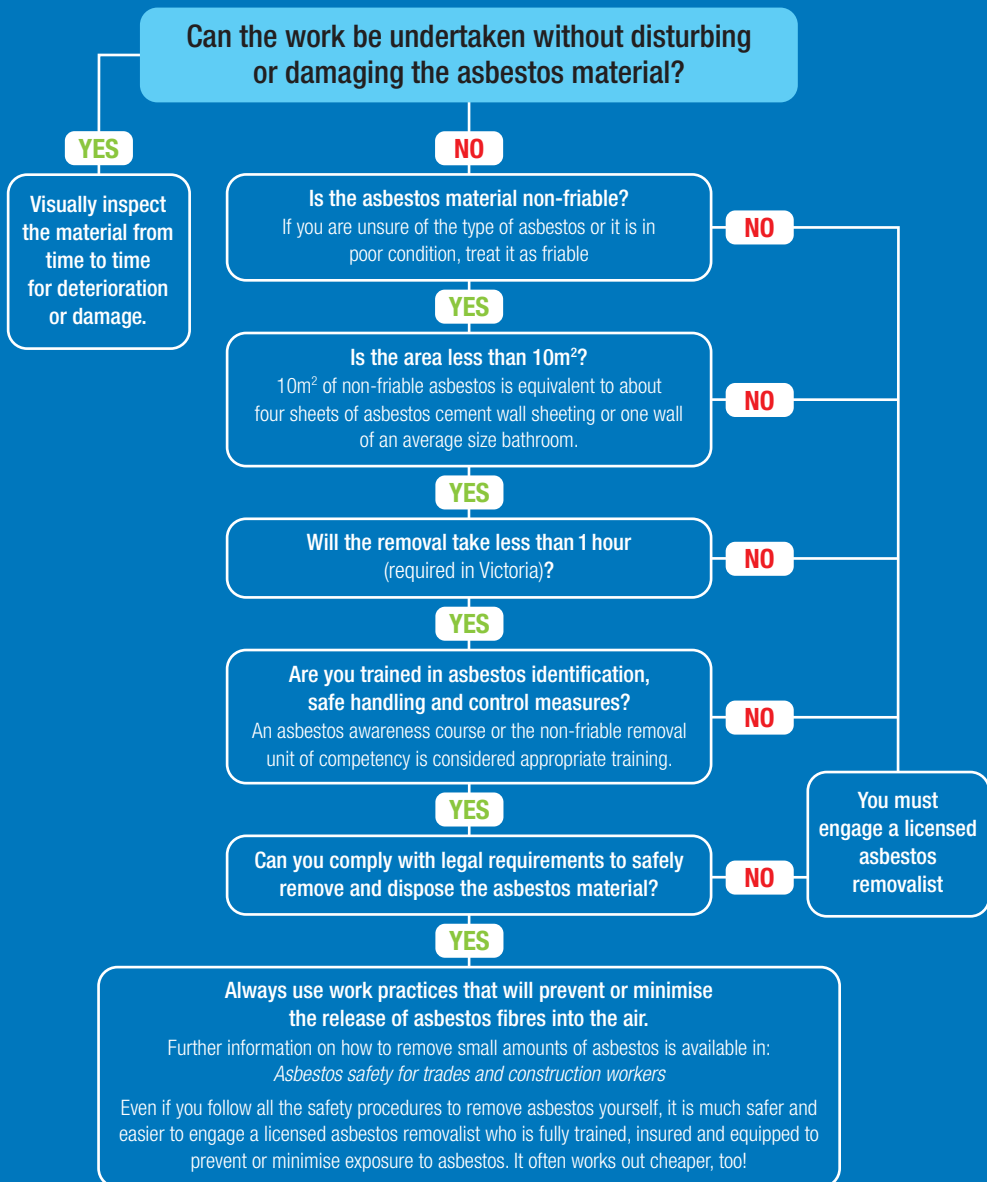 Can the work be undertaken without disturbing
or damaging the asbestos material?
YES
Visually inspect
the material from
time to time
for deterioration
or damage.
NO
Is the asbestos material non-friable?
If you are unsure of the type of asbestos or it is in
poor condition, treat it as friable
NO
YES
Is the area less than 10m²?
10m² of non-friable asbestos is equivalent to about
four sheets of asbestos cement wall sheeting or one wall
of an average size bathroom.
NO
YES
Will the removal take less than 1 hour
(required in Victoria)?
NO
YES
Are you trained in asbestos identification,
safe handling and control measures?
An asbestos awareness course or the non-friable removal
unit of competency is considered appropriate training.
NO
YES
Can you comply with legal requirements to safely
remove and dispose the asbestos material?
NO
You must
engage a licensed
asbestos
removalist
YES
Always use work practices that will prevent or minimise
the release of asbestos fibres into the air.
Further information on how to remove small amounts of asbestos is available in:
Asbestos safety for trades and construction workers
Even if you follow all the safety procedures to remove asbestos yourself, it is much safer and
easier to engage a licensed asbestos removalist who is fully trained, insured and equipped to
prevent or minimise exposure to asbestos. It often works out cheaper, too!